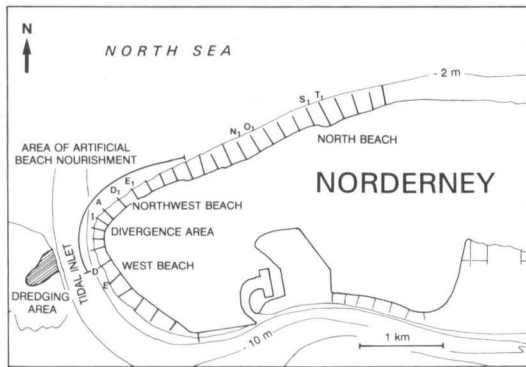 N
NORTH SEA
- 2 m
S₁ T₁
N₁ O₁
NORTH BEACH
AREA OF ARTIFICIAL
BEACH NOURISHMENT
E₁
D₁
A
I₁
NORTHWEST BEACH
NORDERNEY
DIVERGENCE AREA
WEST BEACH
D
E
TIDAL INLET
DREDGING
AREA
- 10 m
1 km